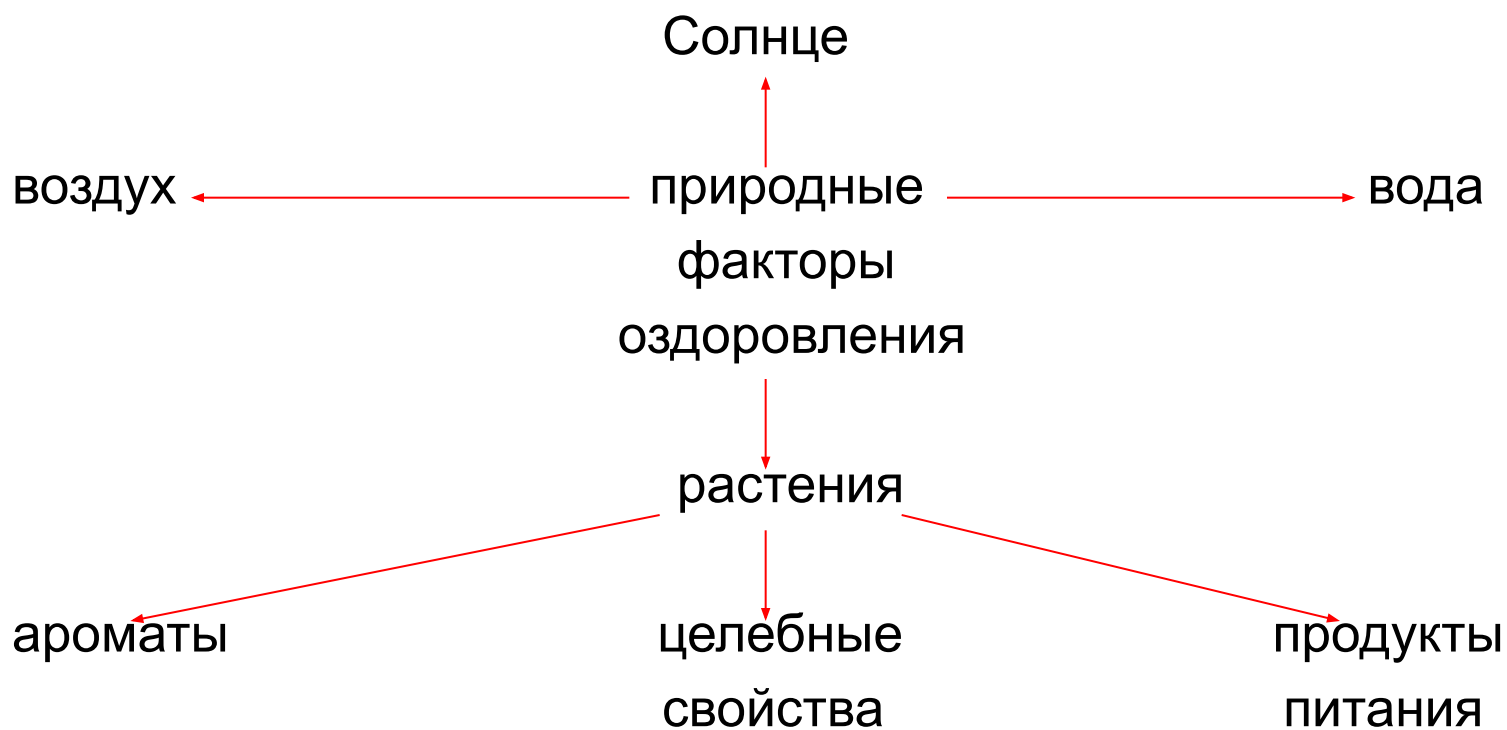 Солнце
воздух
природные
вода
факторы
оздоровления
растения
ароматы
целебные
продукты
свойства
питания